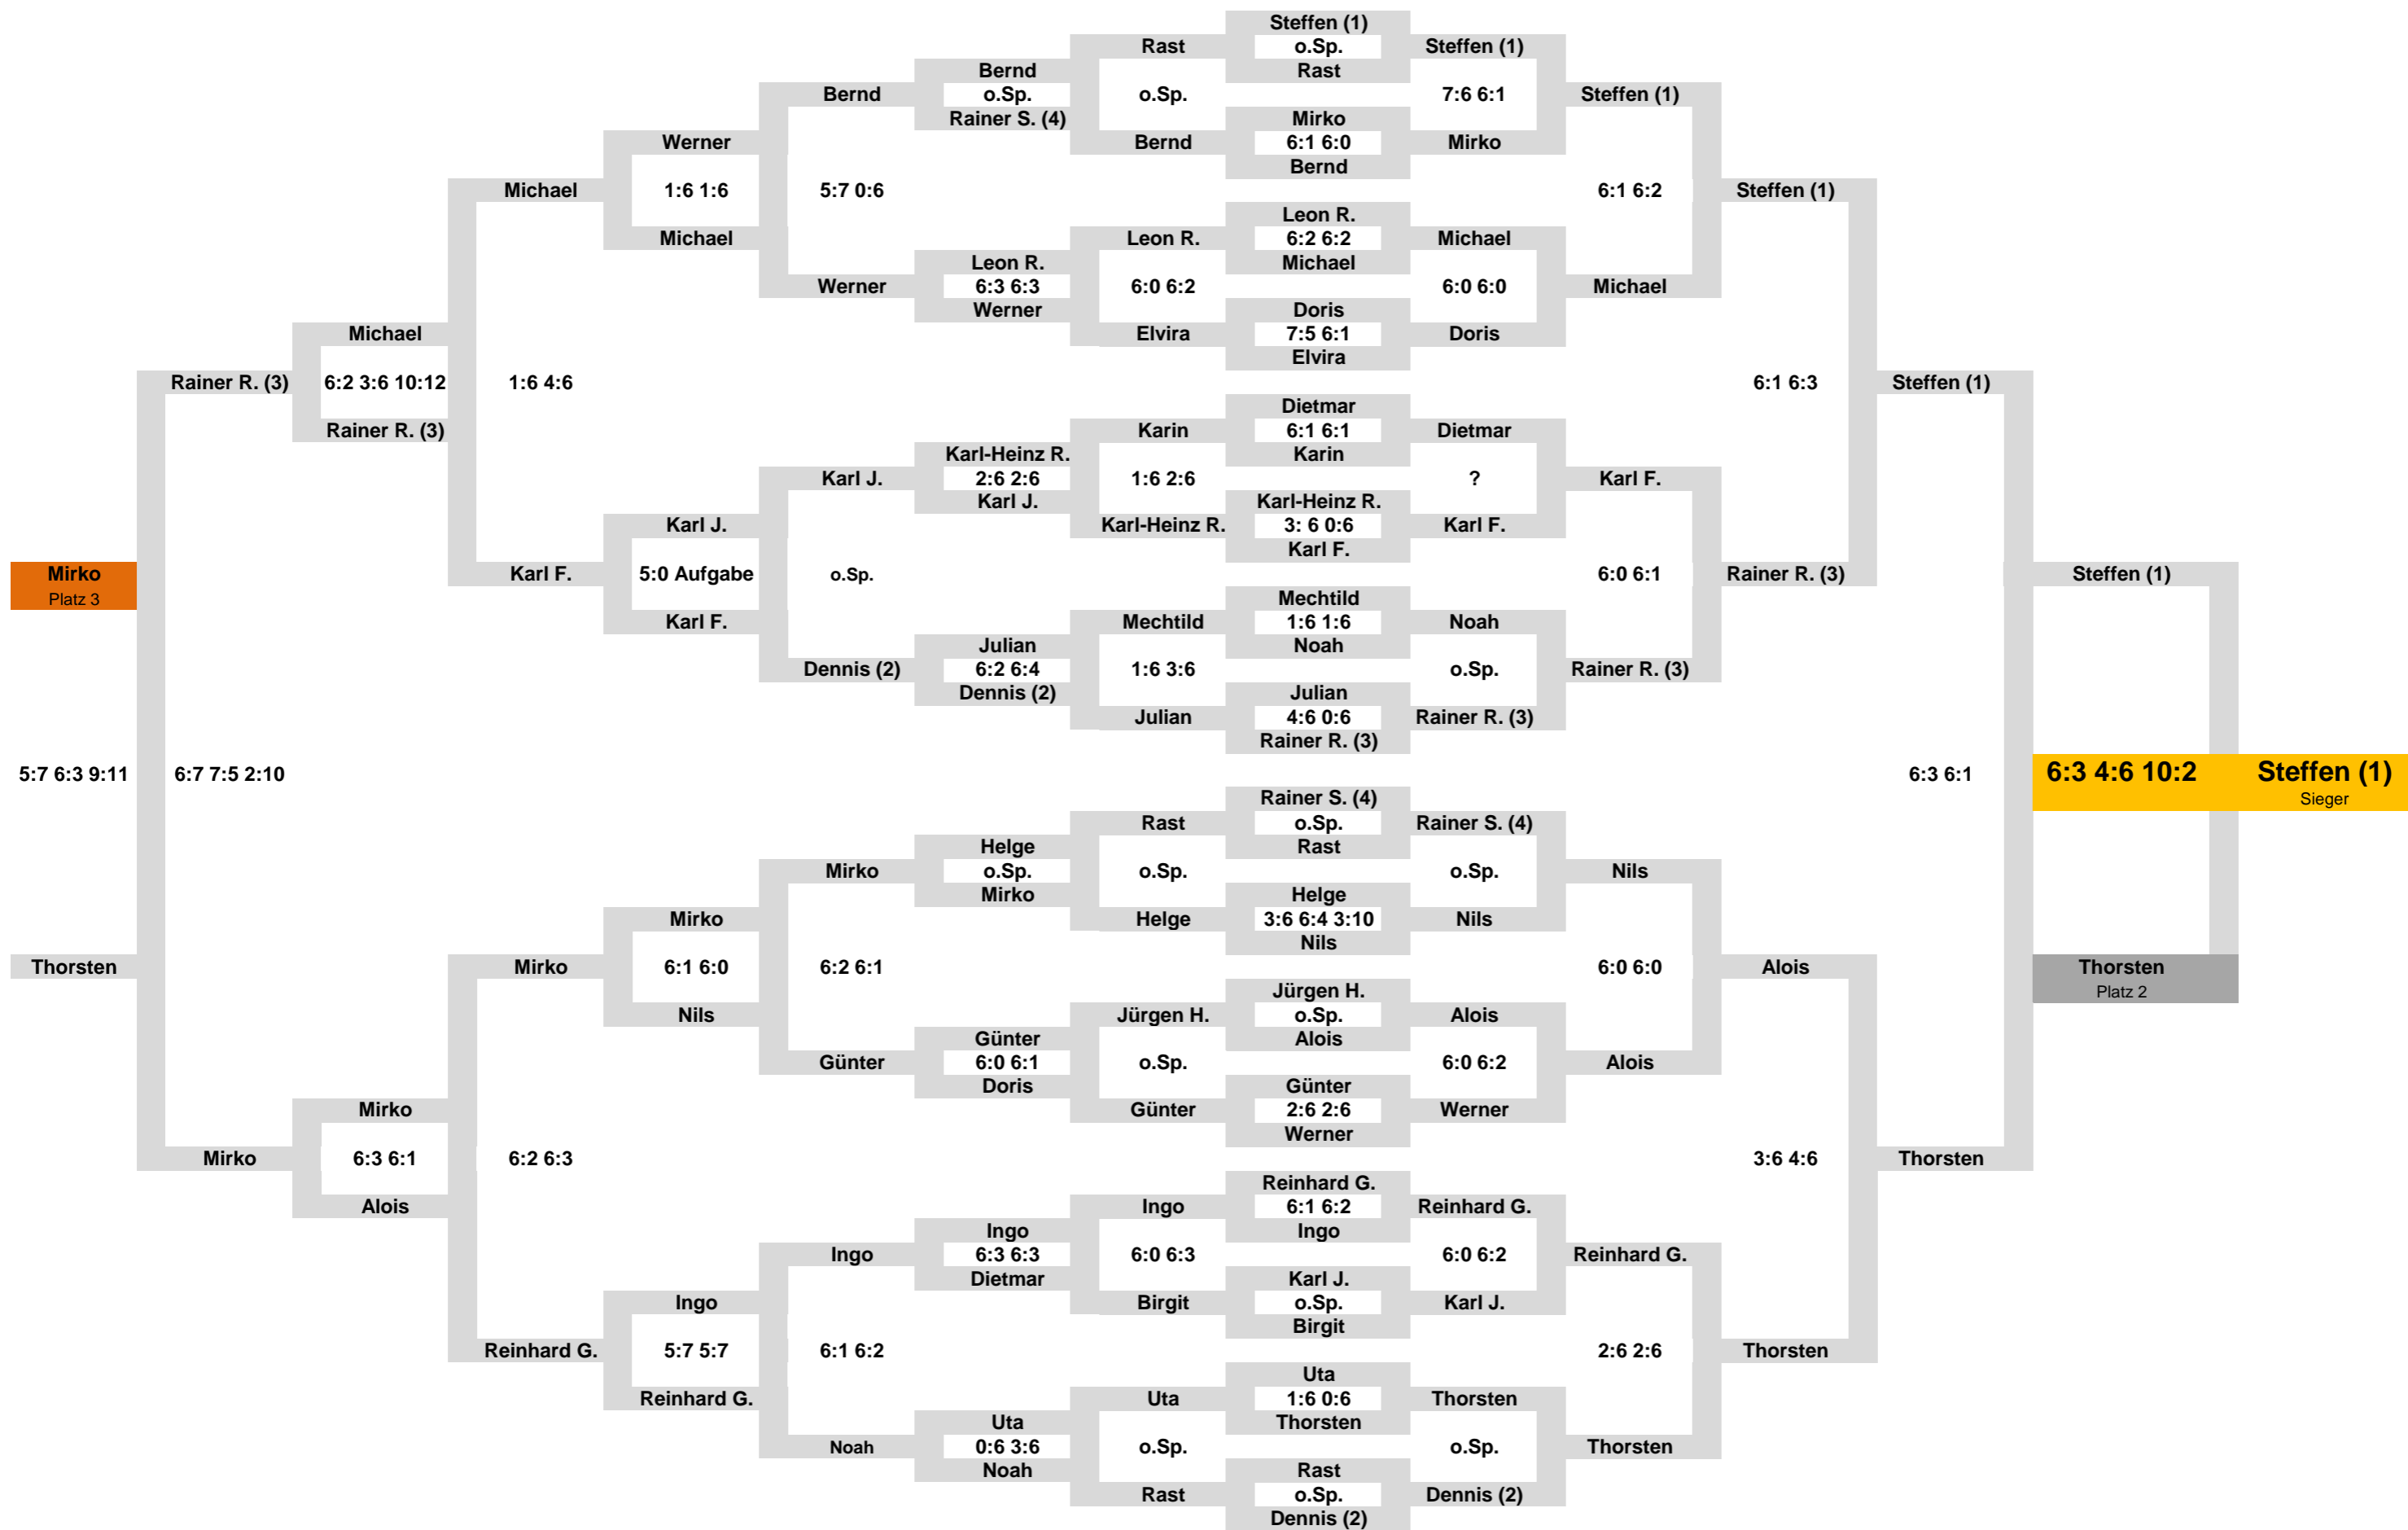 Steffen (1)
Rast o.Sp. Steffen (1)
Bernd Rast
Bernd o.Sp. o.Sp. 7:6 6:1 Steffen (1)
Rainer S. (4) Mirko
Werner Bernd 6:1 6:0 Mirko
Bernd
Michael 1:6 1:6 5:7 0:6 6:1 6:2 Steffen (1)
Leon R.
Michael Leon R. 6:2 6:2 Michael
Leon R. Michael
Werner 6:3 6:3 6:0 6:2 6:0 6:0 Michael
Werner Doris
Michael Elvira 7:5 6:1 Doris
Elvira
Rainer R. (3) 6:2 3:6 10:12 1:6 4:6 6:1 6:3 Steffen (1)
Dietmar
Rainer R. (3) Karin 6:1 6:1 Dietmar
Karl-Heinz R. Karin
Karl J. 2:6 2:6 1:6 2:6 ? Karl F.
Karl J. Karl-Heinz R.
Karl J. Karl-Heinz R. 3: 6 0:6 Karl F.
Karl F.
Mirko Karl F. 5:0 Aufgabe o.Sp. 6:0 6:1 Rainer R. (3) Steffen (1)
Platz 3 Mechtild
Karl F. Mechtild 1:6 1:6 Noah
Julian Noah
Dennis (2) 6:2 6:4 1:6 3:6 o.Sp. Rainer R. (3)
Dennis (2) Julian
Julian 4:6 0:6 Rainer R. (3)
Rainer R. (3)
5:7 6:3 9:11 6:7 7:5 2:10 6:3 6:1 6:3 4:6 10:2 Steffen (1)
Rainer S. (4) Sieger
Rast o.Sp. Rainer S. (4)
Helge Rast
Mirko o.Sp. o.Sp. o.Sp. Nils
Mirko Helge
Mirko Helge 3:6 6:4 3:10 Nils
Nils
Thorsten Mirko 6:1 6:0 6:2 6:1 6:0 6:0 Alois Thorsten
Jürgen H. Platz 2
Nils Jürgen H. o.Sp. Alois
Günter Alois
Günter 6:0 6:1 o.Sp. 6:0 6:2 Alois
Doris Günter
Mirko Günter 2:6 2:6 Werner
Werner
Mirko 6:3 6:1 6:2 6:3 3:6 4:6 Thorsten
Reinhard G.
Alois Ingo 6:1 6:2 Reinhard G.
Ingo Ingo
Ingo 6:3 6:3 6:0 6:3 6:0 6:2 Reinhard G.
Dietmar Karl J.
Ingo Birgit o.Sp. Karl J.
Birgit
Reinhard G. 5:7 5:7 6:1 6:2 2:6 2:6 Thorsten
Uta
Reinhard G. Uta 1:6 0:6 Thorsten
Uta Thorsten
Noah 0:6 3:6 o.Sp. o.Sp. Thorsten
Noah Rast
Rast o.Sp. Dennis (2)
Dennis (2)